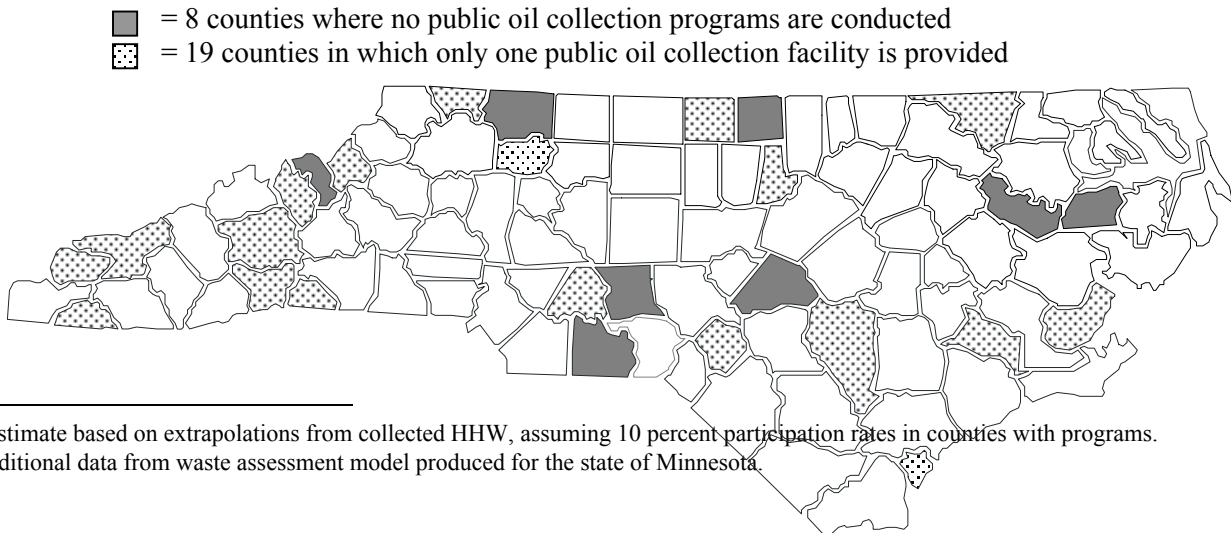 = 8 counties where no public oil collection programs are conducted
= 19 counties in which only one public oil collection facility is provided
stimate based on extrapolations from collected HHW, assuming 10 percent participation rates in counties with programs.
ditional data from waste assessment model produced for the state of Minnesota.